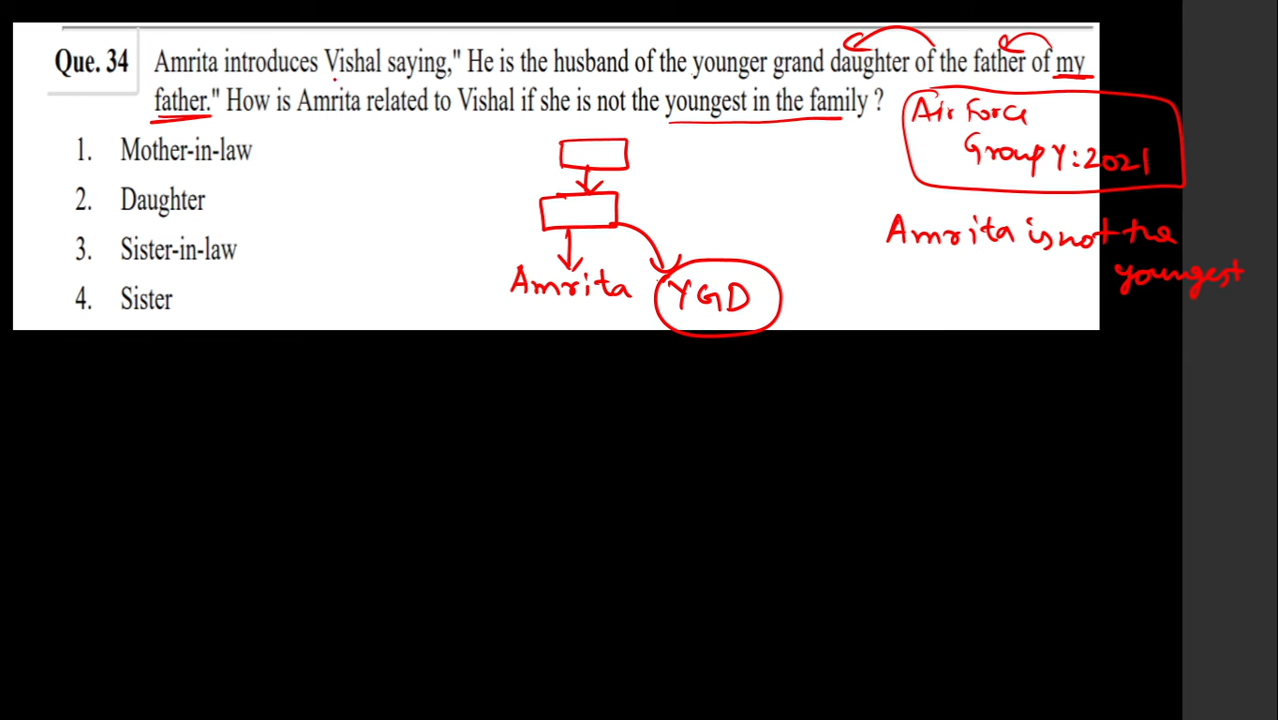 Que. 34 Amrita introduces Vishal saying," He is the husband of the younger grand daughter of the father of my
father." How is Amrita related to Vishal if she is not the youngest in the family ?
1. Mother-in-law
2. Daughter
3. Sister-in-law
4. Sister
Air Force
Group Y: 2021
Amrita is not the
youngest
Amrita YGD